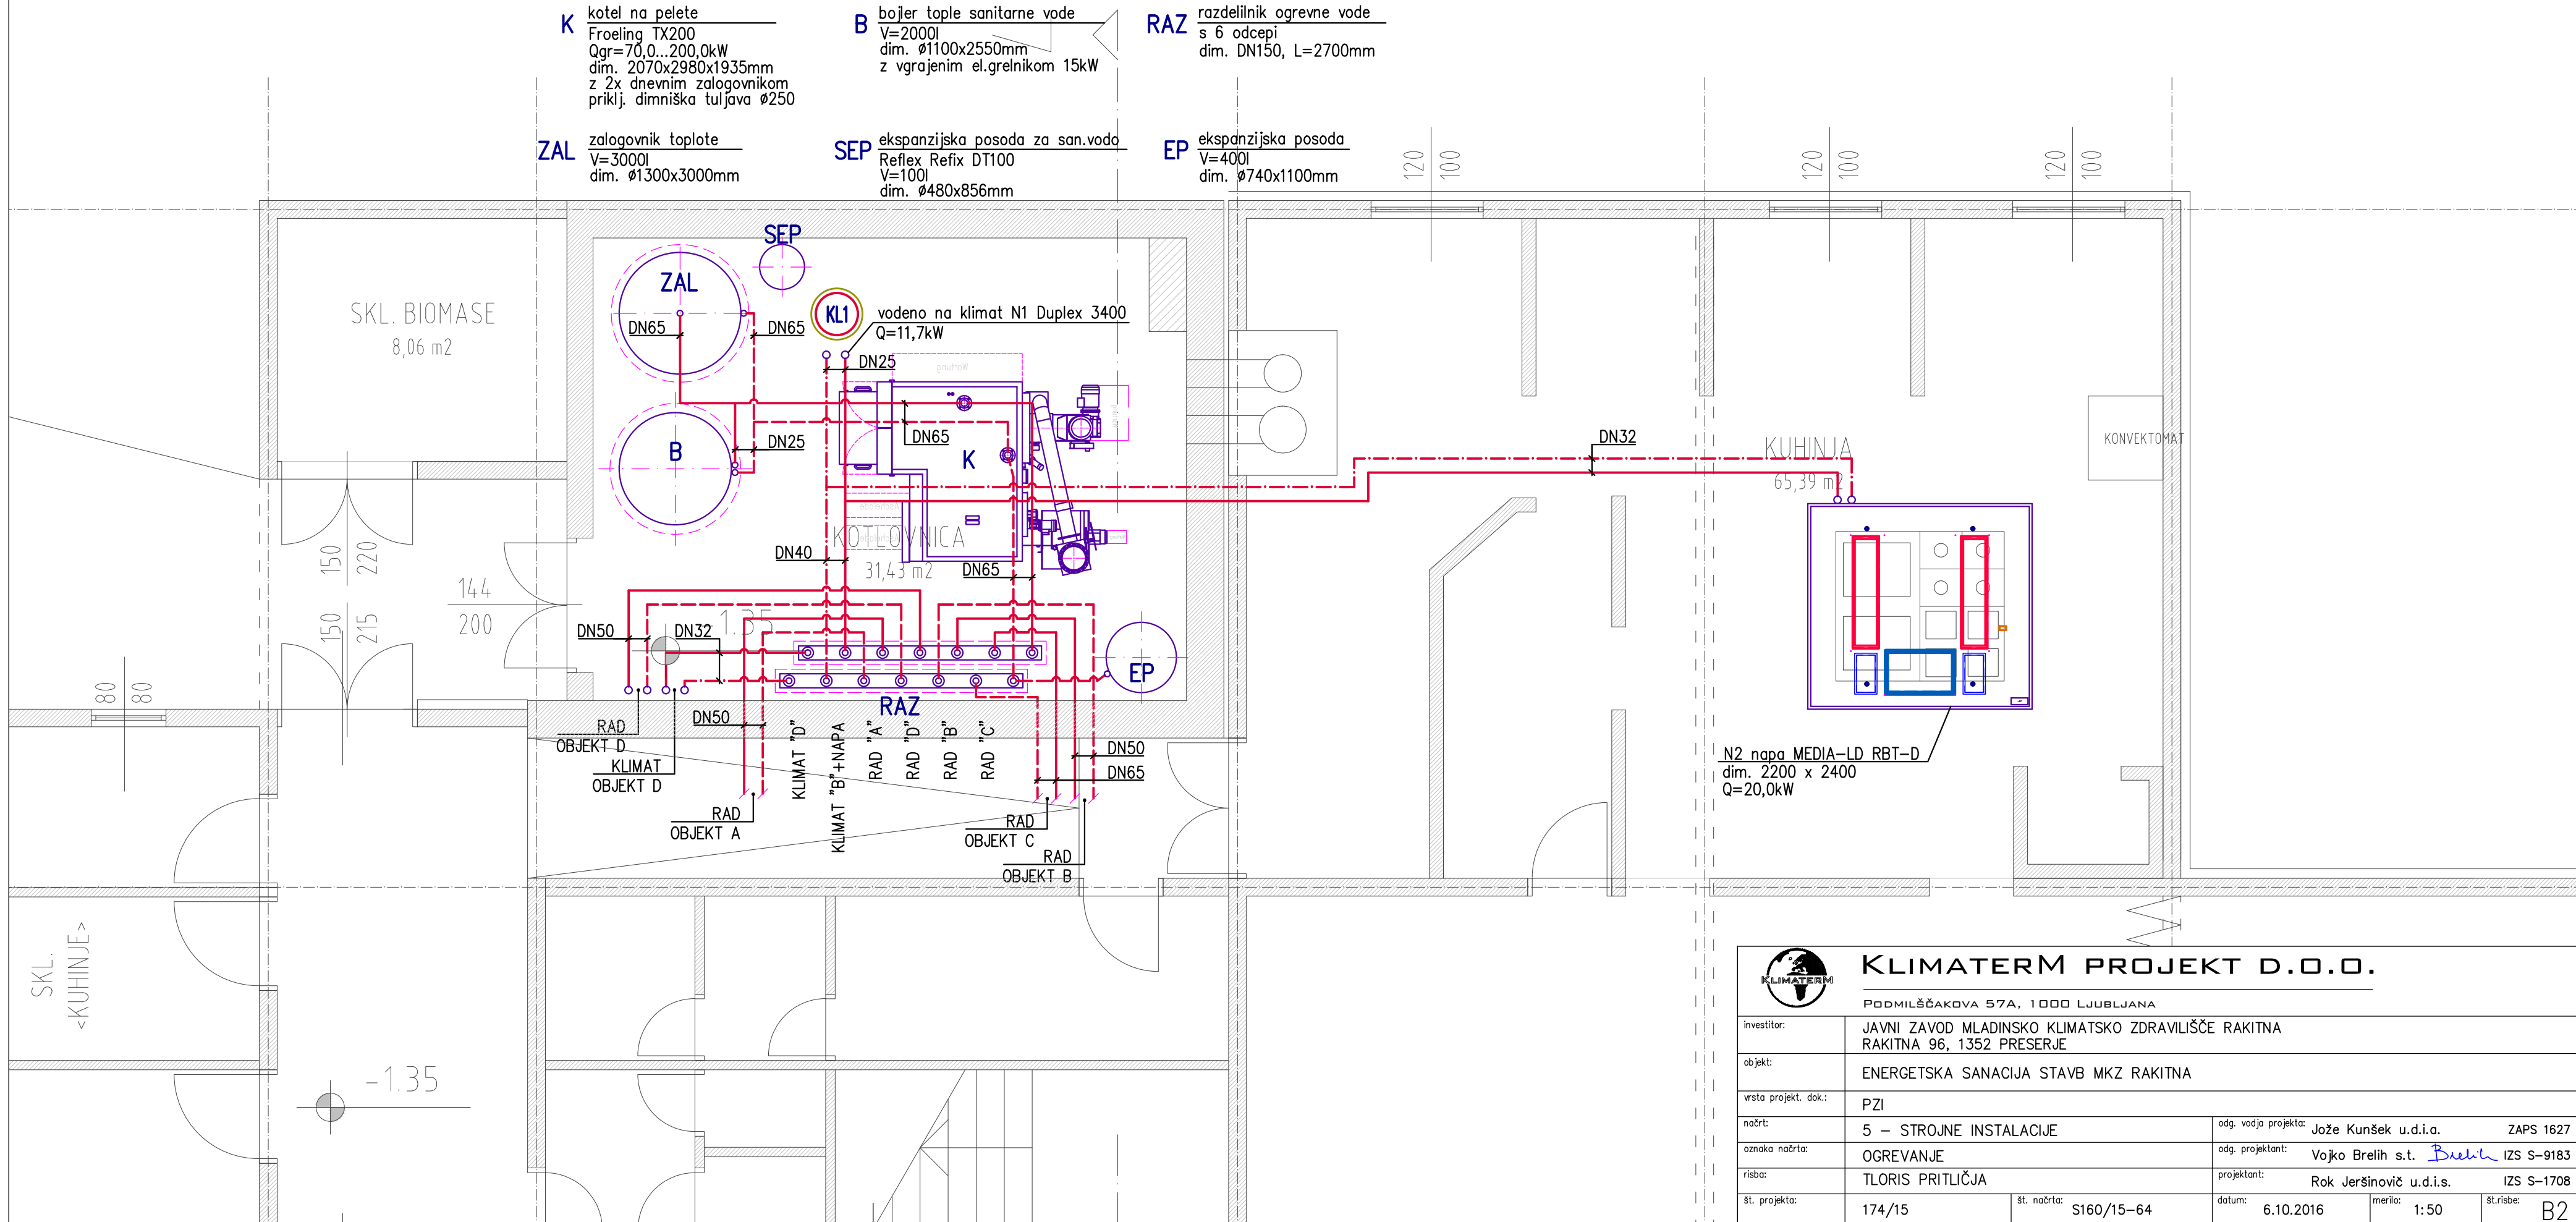 K
kotel na pelete
Froeling TX200
Qgr=70,0...200,0kW
dim. 2070x2980x1935mm
z 2x dnevnim zalogovnikom
priklj. dimniška tuljava ø250
B
bojler tople sanitarne vode
V=2000l
dim. ø1100x2550mm
z vgrajenim el.grelnikom 15kW
RAZ
razdelilnik ogrevne vode
s 6 odcepi
dim. DN150, L=2700mm
ZAL
zalogovnik toplote
V=3000l
dim. ø1300x3000mm
SEP
ekspanzijska posoda za san.vodo
Reflex Refix DT100
V=100l
dim. ø480x856mm
EP
ekspanzijska posoda
V=400l
dim. ø740x1100mm
120
100
120
100
120
100
SEP
ZAL
SKL. BIOMASE
8,06 m2
DN65
DN65
KL1
vodeno na klimat N1 Duplex 3400
Q=11,7kW
DN25
Wartung
B
DN25
DN65
K
DN32
KUHINJA
65,39 m2
KONVEKTOMAT
KOTLOVNICA
31,43 m2
DN40
DN65
150
220
144
200
150
215
DN50
DN32
-1.35
EP
80
80
RAZ
DN50
RAD
OBJEKT D
KLIMAT
OBJEKT D
RAD
OBJEKT A
KLIMAT "D"
KLIMAT "B"+NAPA
RAD "A"
RAD "D"
RAD "B"
RAD "C"
DN50
DN65
RAD
OBJEKT C
RAD
OBJEKT B
N2 napa MEDIA-LD RBT-D
dim. 2200 x 2400
Q=20,0kW
SKL.
<KUHINJE>
-1.35
KLIMATERM
KLIMATERM PROJEKT D.O.O.
PODMILŠČAKOVA 57A, 1000 LJUBLJANA
investitor:
JAVNI ZAVOD MLADINSKO KLIMATSKO ZDRAVILIŠČE RAKITNA
RAKITNA 96, 1352 PRESERJE
objekt:
ENERGETSKA SANACIJA STAVB MKZ RAKITNA
vrsta projekt. dok.:
PZI
načrt:
5 - STROJNE INSTALACIJE
odg. vodja projekta:
Jože Kunšek u.d.i.a.
ZAPS 1627
oznaka načrta:
OGREVANJE
odg. projektant:
Vojko Brelih s.t.
Brelih
IZS S-9183
risba:
TLORIS PRITLIČJA
projektant:
Rok Jeršinovič u.d.i.s.
IZS S-1708
št. projekta:
174/15
št. načrta:
S160/15-64
datum:
6.10.2016
merilo:
1:50
št.risbe:
B2